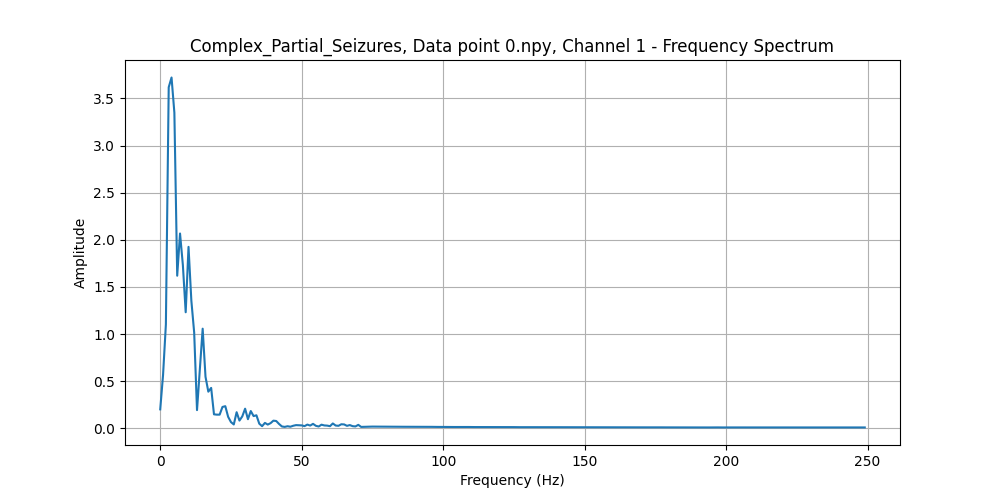 Complex_Partial_Seizures, Data point 0.npy, Channel 1 - Frequency Spectrum
Amplitude
3.5
3.0
2.5
2.0
1.5
1.0
0.5
0.0
0 50 100 150 200 250
Frequency (Hz)